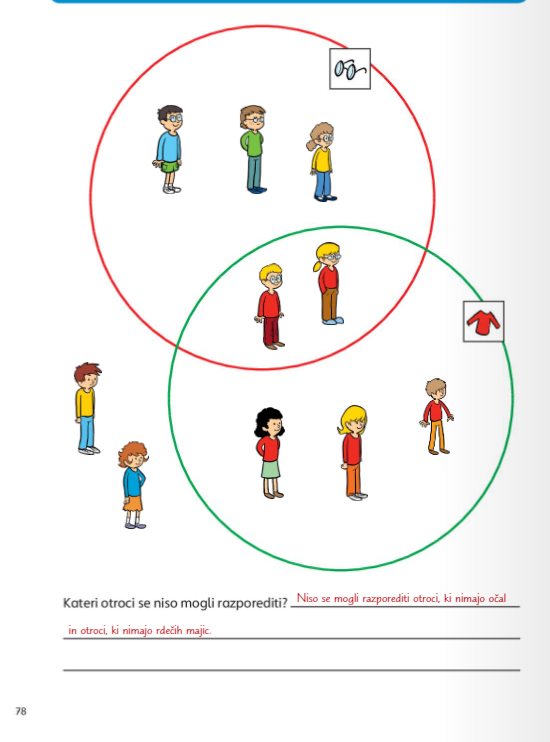 Kateri otroci se niso mogli razporediti? Niso se mogli razporediti otroci, ki nimajo očal
in otroci, ki nimajo rdečih majic.
78